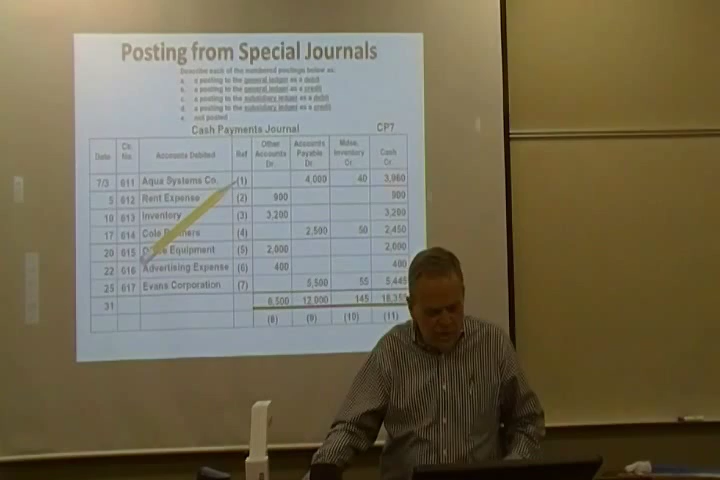 Posting from Special Journals
Describe each of the numbered postings below as:
a. a posting to the general ledger as a debit
b. a posting to the general ledger as a credit
c. a posting to the subsidiary ledger as a debit
d. a posting to the subsidiary ledger as a credit
e. not posted
Cash Payments Journal CP7
Date Ck. No. Accounts Debited Ref Other Accounts Dr. Accounts Payable Dr. Mdse. Inventory Cr. Cash Cr.
7/3 611 Aqua Systems Co. (1) 4,000 40 3,960
5 612 Rent Expense (2) 900 900
10 613 Inventory (3) 3,200 3,200
17 614 Cole (4) 2,500 50 2,450
20 615 Equipment (5) 2,000 2,000
22 616 Advertising Expense (6) 400 400
25 617 Evans Corporation (7) 5,500 55 5,445
31 6,500 12,000 145 18,355
(8) (9) (10) (11)